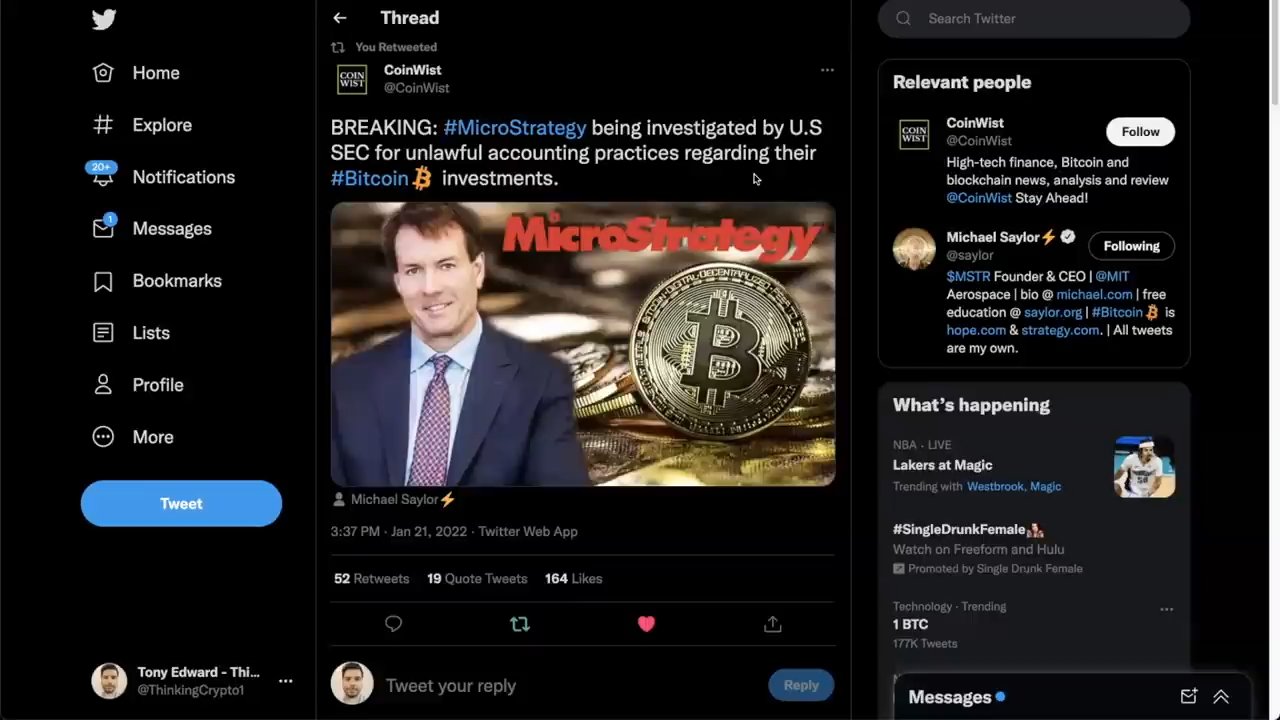 Home
Explore
20+
Notifications
1
Messages
Bookmarks
Lists
Profile
More
Tweet
Tony Edward - Thi...
@ThinkingCrypto1
Thread
You Retweeted
COIN
WIST
CoinWist
@CoinWist
BREAKING: #MicroStrategy being investigated by U.S
SEC for unlawful accounting practices regarding their
#Bitcoin investments.
MicroStrategy
Michael Saylor⚡
3:37 PM · Jan 21, 2022 · Twitter Web App
52 Retweets 19 Quote Tweets 164 Likes
Tweet your reply
Reply
Search Twitter
Relevant people
COIN
WIST
CoinWist
@CoinWist
Follow
High-tech finance, Bitcoin and
blockchain news, analysis and review
@CoinWist Stay Ahead!
Michael Saylor⚡
@saylor
Following
$MSTR Founder & CEO | @MIT
Aerospace | bio @ michael.com | free
education @ saylor.org | #Bitcoin is
hope.com & strategy.com. | All tweets
are my own.
What's happening
NBA · LIVE
Lakers at Magic
Trending with Westbrook, Magic
#SingleDrunkFemale
Watch on Freeform and Hulu
Promoted by Single Drunk Female
Technology · Trending
1 BTC
177K Tweets
Messages